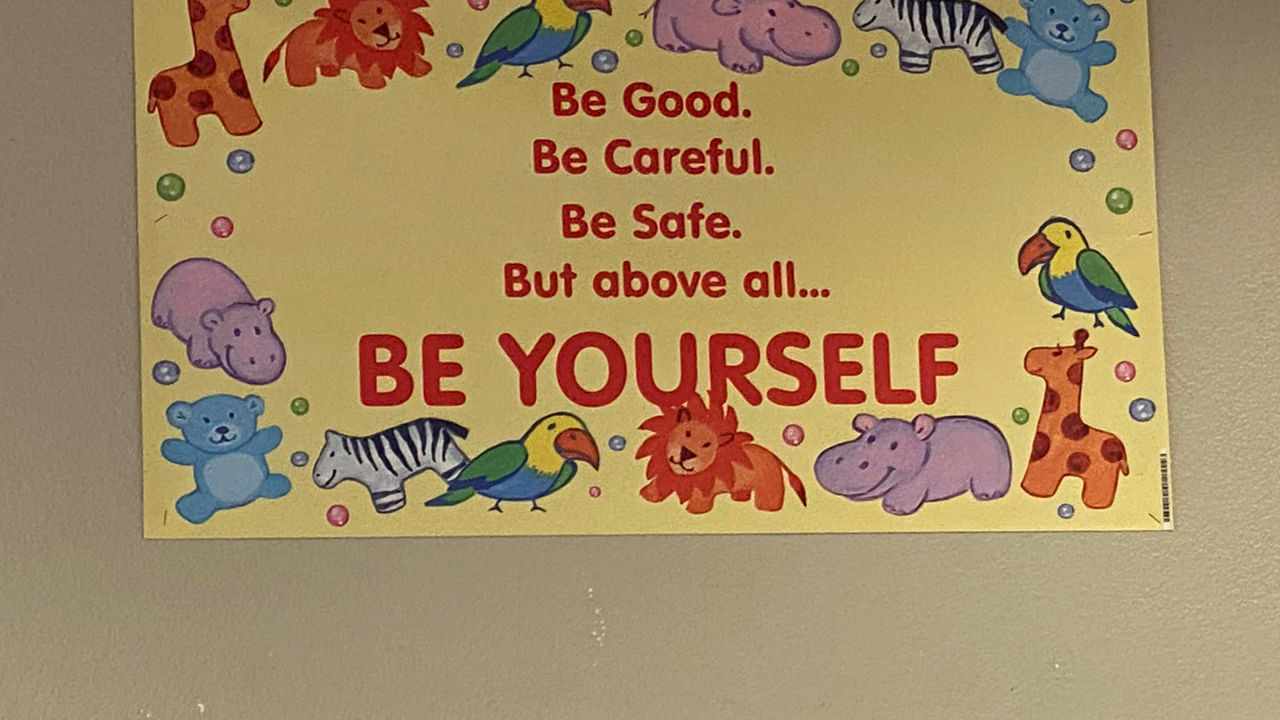 Be Good.
Be Careful.
Be Safe.
But above all...
BE YOURSELF